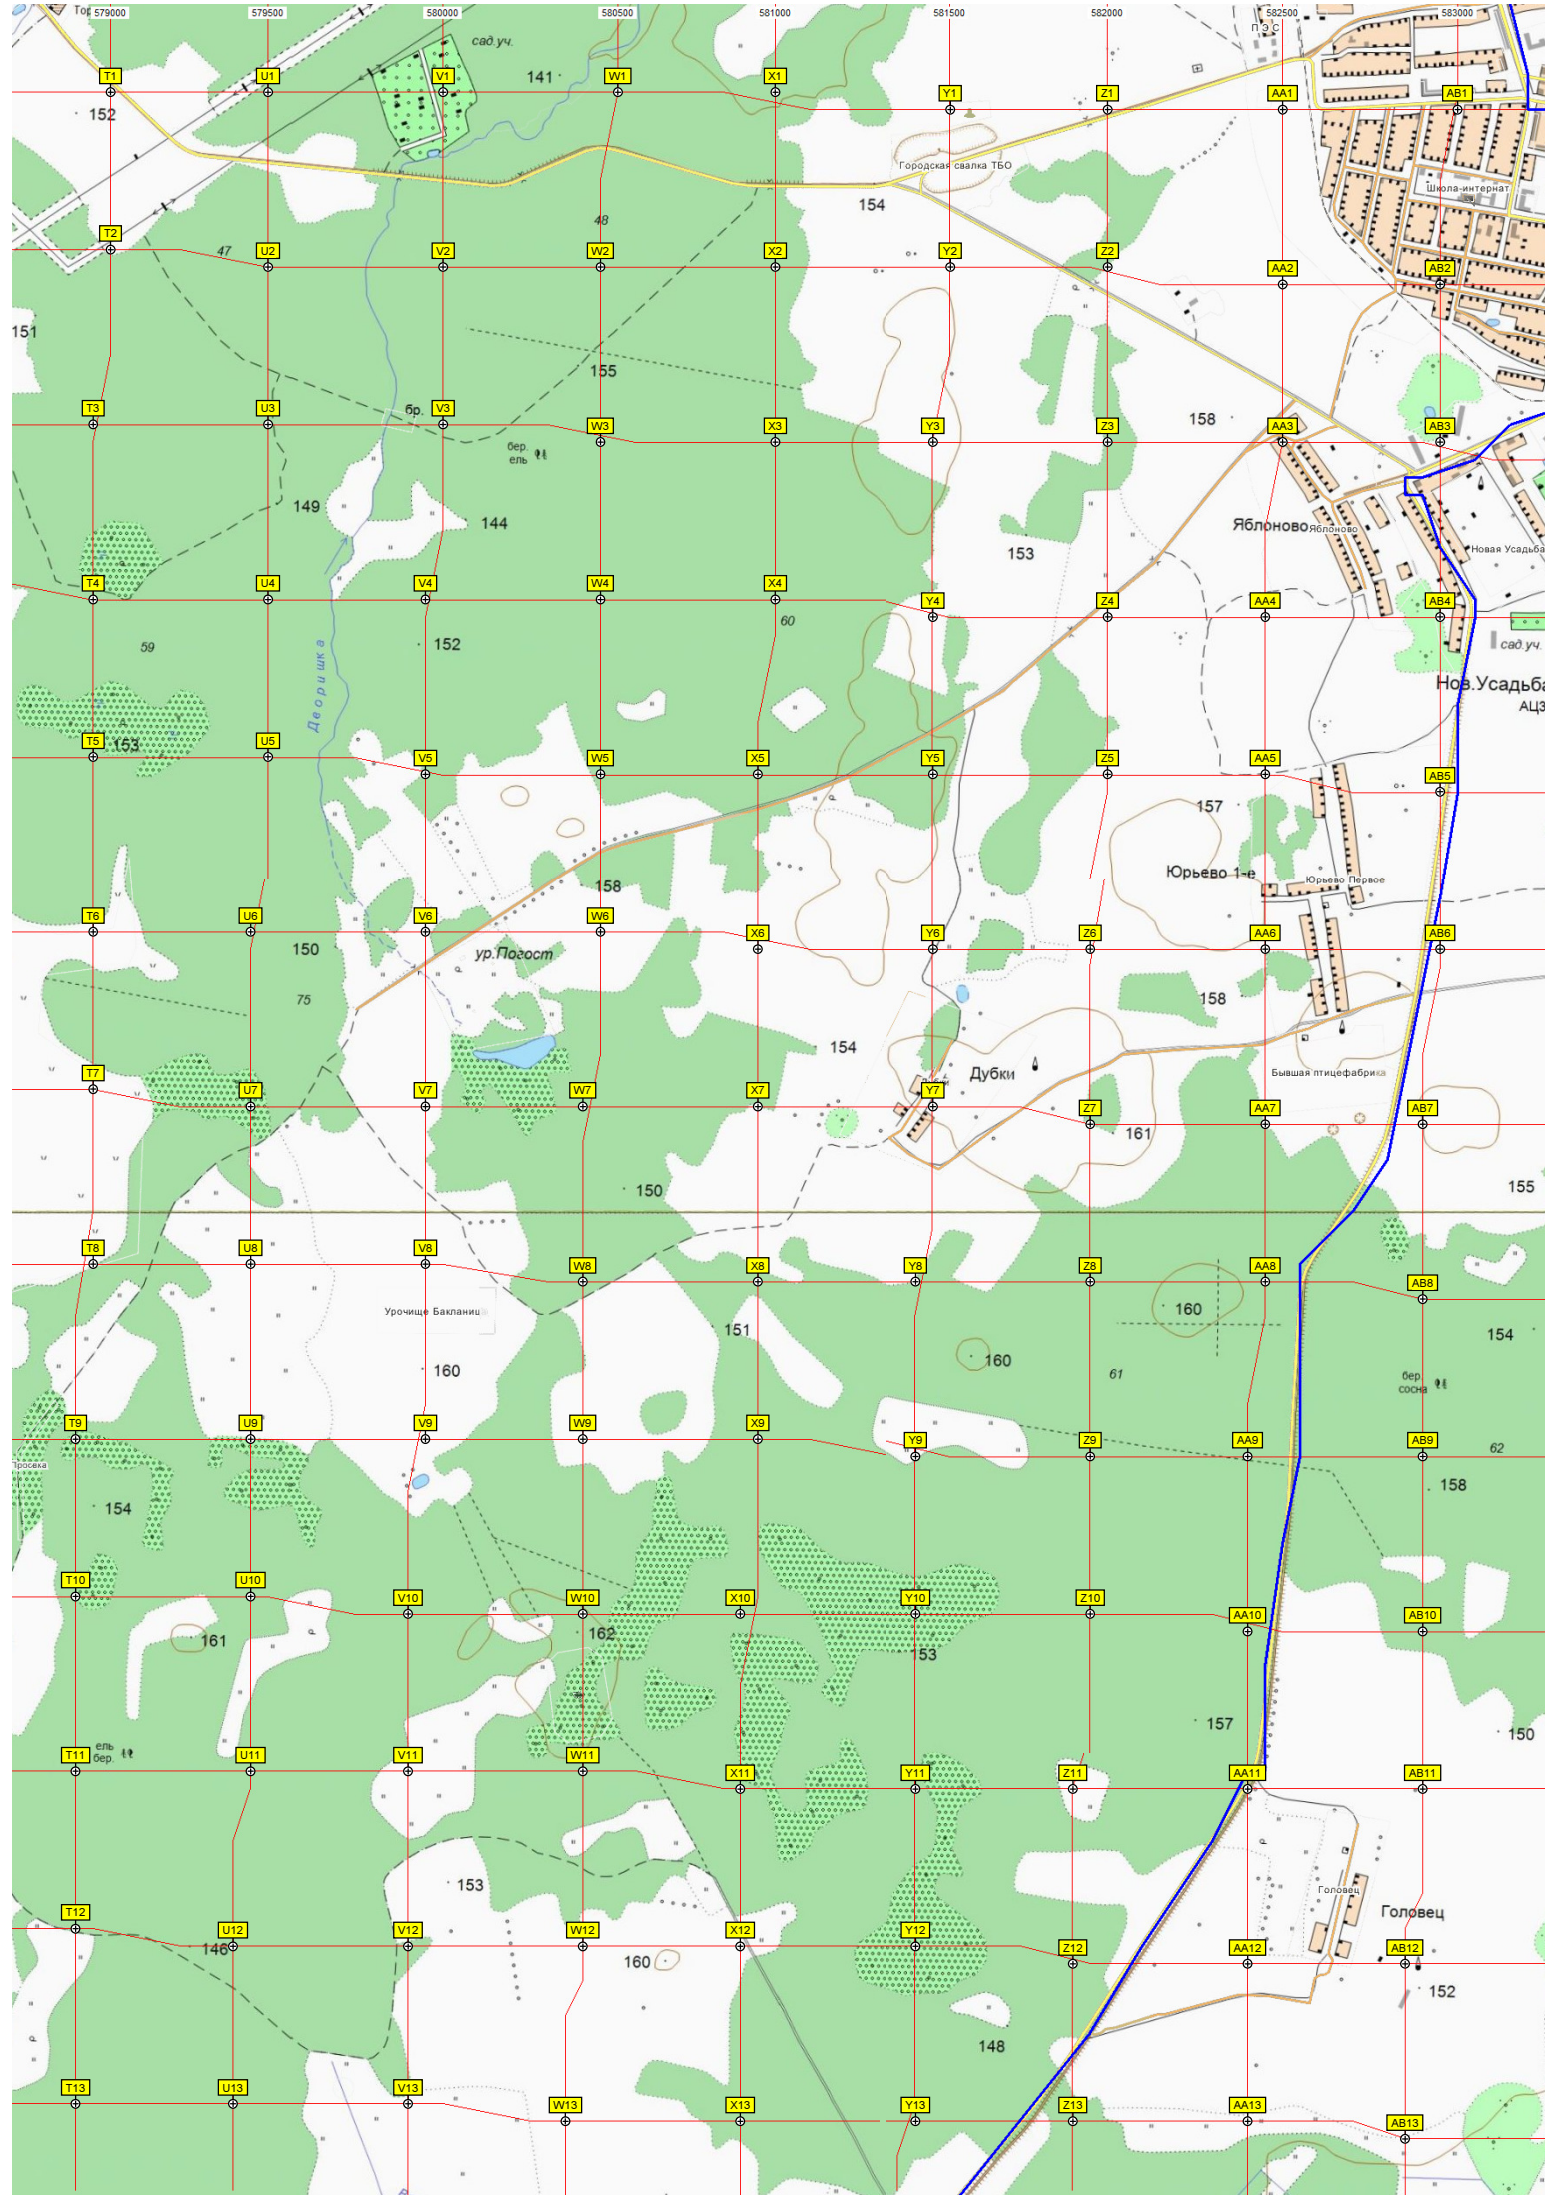 579000 579500 580000 580500 581000 581500 582000 582500 583000
Тор
сад.уч.
ПЭС
141
T1 U1 V1 W1 X1 Y1 Z1 AA1 AB1
152
Городская свалка ТБО
Школа-интернат
154
48
47
T2 U2 V2 W2 X2 Y2 Z2 AA2 AB2
151
155
бр.
158
T3 U3 V3 W3 X3 Y3 Z3 AA3 AB3
бер.
ель
149
144
153
Яблоново
Яблоново
Новая Усадьба
T4 U4 V4 W4 X4 Y4 Z4 AA4 AB4
60
59
152
Дворишка
сад.уч.
Нов.Усадьба
АЦЗ
153
T5 U5 V5 W5 X5 Y5 Z5 AA5 AB5
157
158
Юрьево 1-е
Юрьево Первое
T6 U6 V6 W6 X6 Y6 Z6 AA6 AB6
150
ур.Погост
75
158
154
Дубки
Бывшая птицефабрика
T7 U7 V7 W7 X7 Y7 Z7 AA7 AB7
161
150
155
T8 U8 V8 W8 X8 Y8 Z8 AA8 AB8
Урочище Бакланиц
151
160
154
160
160
61
бер.
сосна
T9 U9 V9 W9 X9 Y9 Z9 AA9 AB9
62
Просека
154
158
T10 U10 V10 W10 X10 Y10 Z10 AA10 AB10
161
162
153
157
150
ель
бер.
T11 U11 V11 W11 X11 Y11 Z11 AA11 AB11
153
Головец
Головец
T12 U12 V12 W12 X12 Y12 Z12 AA12 AB12
146
160
152
148
T13 U13 V13 W13 X13 Y13 Z13 AA13 AB13